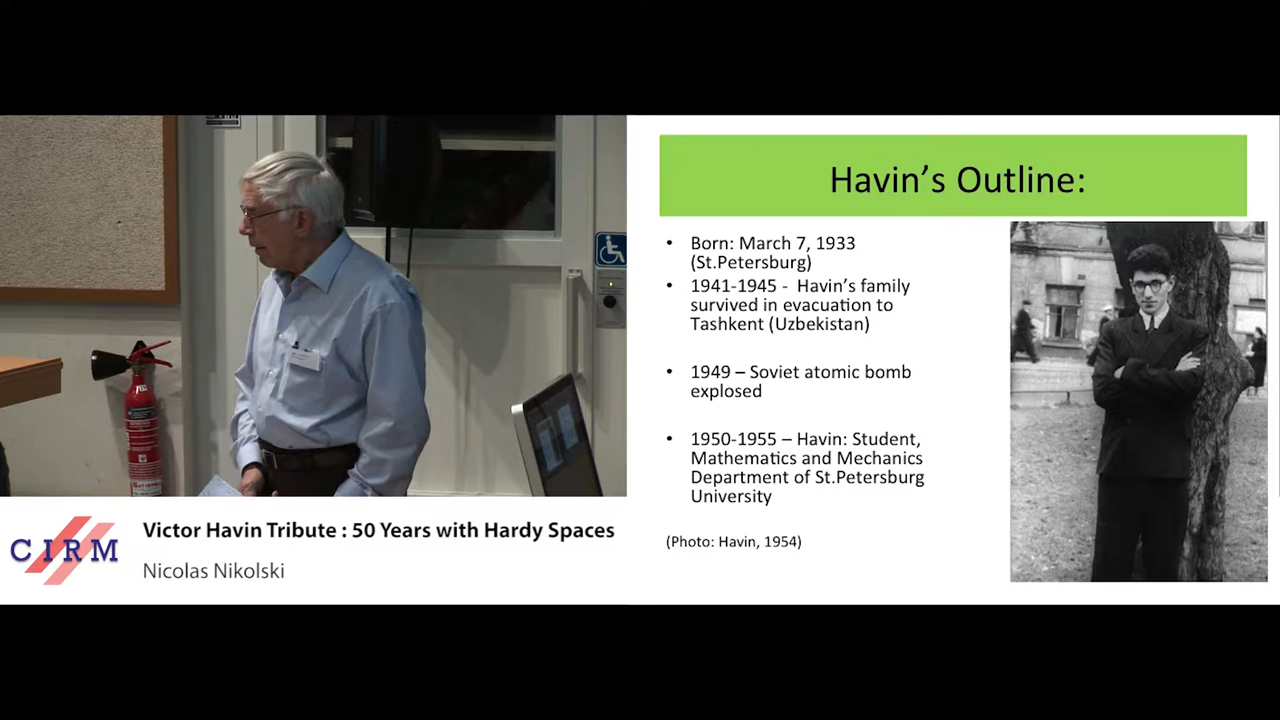 Havin's Outline:
• Born: March 7, 1933
(St.Petersburg)
• 1941-1945 - Havin's family
survived in evacuation to
Tashkent (Uzbekistan)
• 1949 – Soviet atomic bomb
explosed
• 1950-1955 – Havin: Student,
Mathematics and Mechanics
Department of St.Petersburg
University
(Photo: Havin, 1954)
CIRM
Victor Havin Tribute : 50 Years with Hardy Spaces
Nicolas Nikolski